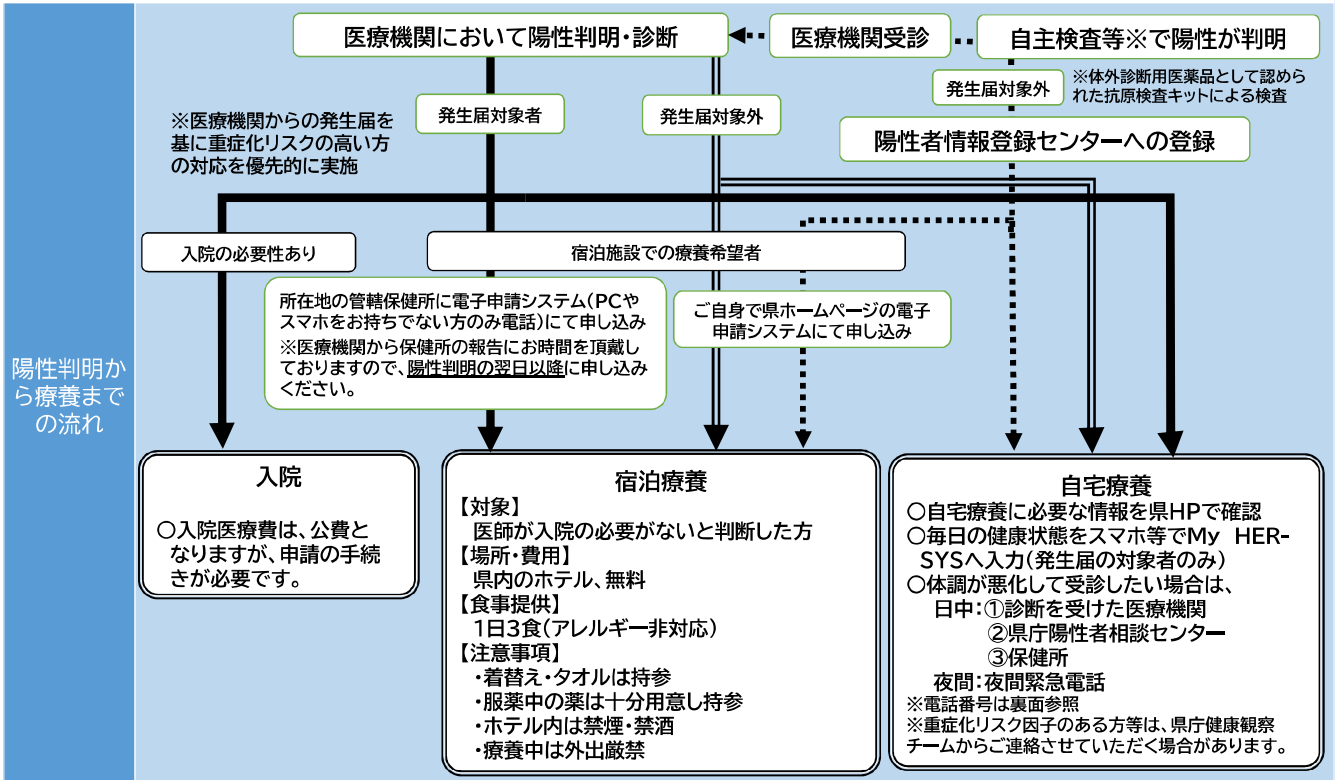 医療機関において陽性判明・診断
医療機関受診
自主検査等※で陽性が判明
発生届対象者
発生届対象外
発生届対象外
※体外診断用医薬品として認めら
れた抗原検査キットによる検査
※医療機関からの発生届を
基に重症化リスクの高い方
の対応を優先的に実施
陽性者情報登録センターへの登録
入院の必要性あり
宿泊施設での療養希望者
所在地の管轄保健所に電子申請システム(PCや
スマホをお持ちでない方のみ電話)にて申し込み
※医療機関から保健所の報告にお時間を頂戴し
ておりますので、陽性判明の翌日以降に申し込み
ください。
ご自身で県ホームページの電子
申請システムにて申し込み
陽性判明か
ら療養まで
の流れ
入院
○入院医療費は、公費と
なりますが、申請の手続
きが必要です。
宿泊療養
【対象】
医師が入院の必要がないと判断した方
【場所・費用】
県内のホテル、無料
【食事提供】
1日3食(アレルギー非対応)
【注意事項】
・着替え・タオルは持参
・服薬中の薬は十分用意し持参
・ホテル内は禁煙・禁酒
・療養中は外出厳禁
自宅療養
○自宅療養に必要な情報を県HPで確認
○毎日の健康状態をスマホ等でMy HER-
SYSへ入力(発生届の対象者のみ)
○体調が悪化して受診したい場合は、
日中:①診断を受けた医療機関
②県庁陽性者相談センター
③保健所
夜間:夜間緊急電話
※電話番号は裏面参照
※重症化リスク因子のある方等は、県庁健康観察
チームからご連絡させていただく場合があります。